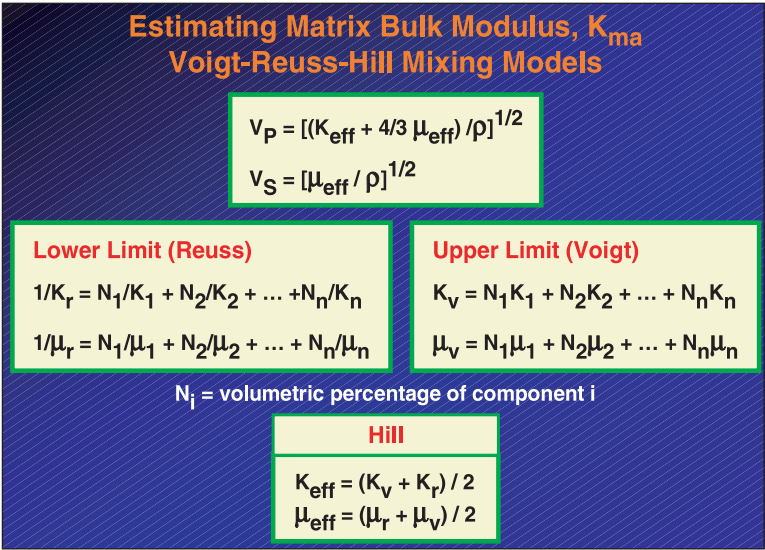 Estimating Matrix Bulk Modulus, Kma
Voigt-Reuss-Hill Mixing Models
VP = [(Keff + 4/3 μeff) /ρ]1/2
VS = [μeff / ρ]1/2
Lower Limit (Reuss)
1/Kr = N1/K1 + N2/K2 + … +Nn/Kn
1/μr = N1/μ1 + N2/μ2 + … + Nn/μn
Upper Limit (Voigt)
Kv = N1K1 + N2K2 + … + NnKn
μv = N1μ1 + N2μ2 + … + Nnμn
Ni = volumetric percentage of component i
Hill
Keff = (Kv + Kr) / 2
μeff = (μr + μv) / 2